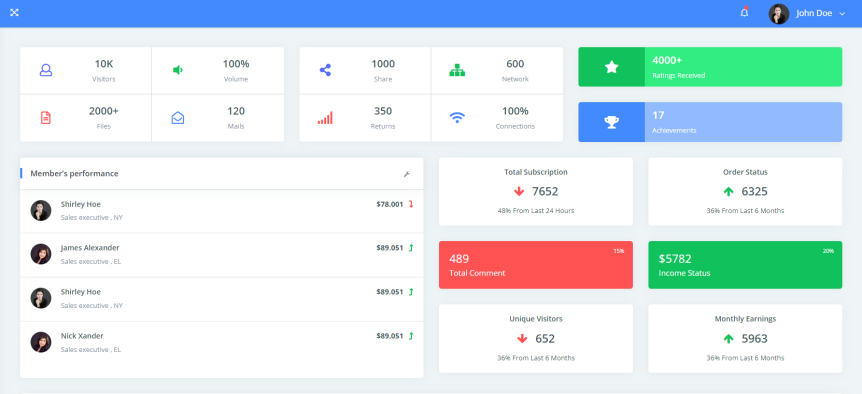 John Doe
10K
Visitors
100%
Volume
1000
Share
600
Network
4000+
Ratings Received
2000+
Files
120
Mails
350
Returns
100%
Connections
17
Achievements
Member's performance
Shirley Hoe
$78.001
Sales executive , NY
James Alexander
$89.051
Sales executive , EL
Shirley Hoe
$89.051
Sales executive , NY
Nick Xander
$89.051
Sales executive , EL
Total Subscription
7652
48% From Last 24 Hours
Order Status
6325
36% From Last 6 Months
489
15%
Total Comment
$5782
20%
Income Status
Unique Visitors
652
36% From Last 6 Months
Monthly Earnings
5963
36% From Last 6 Months